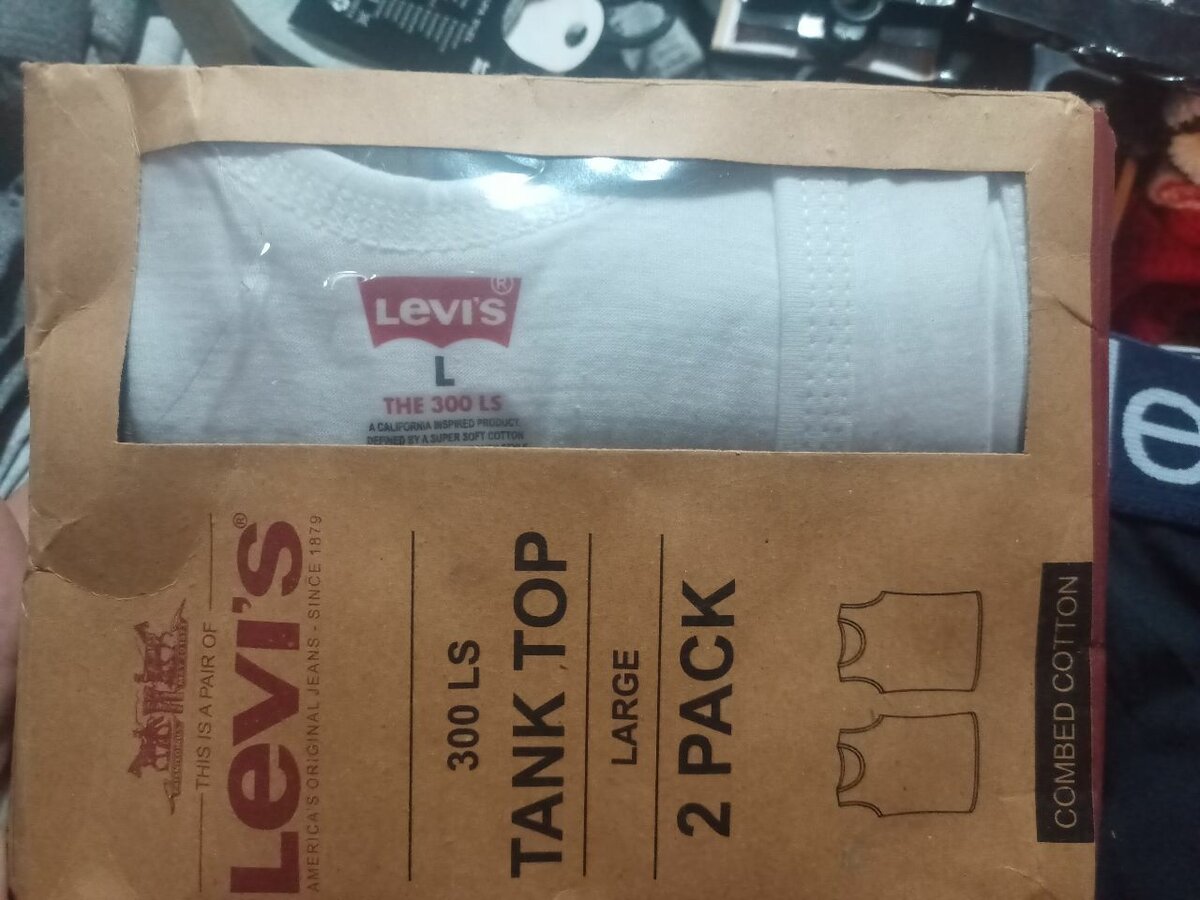 Levi's®
L
THE 300 LS
A CALIFORNIA INSPIRED PRODUCT,
DEFINED BY A SUPER SOFT COTTON
THIS IS A PAIR OF
Levi's®
AMERICA'S ORIGINAL JEANS - SINCE 1879
300 LS
TANK TOP
LARGE
2 PACK
COMBED COTTON
e